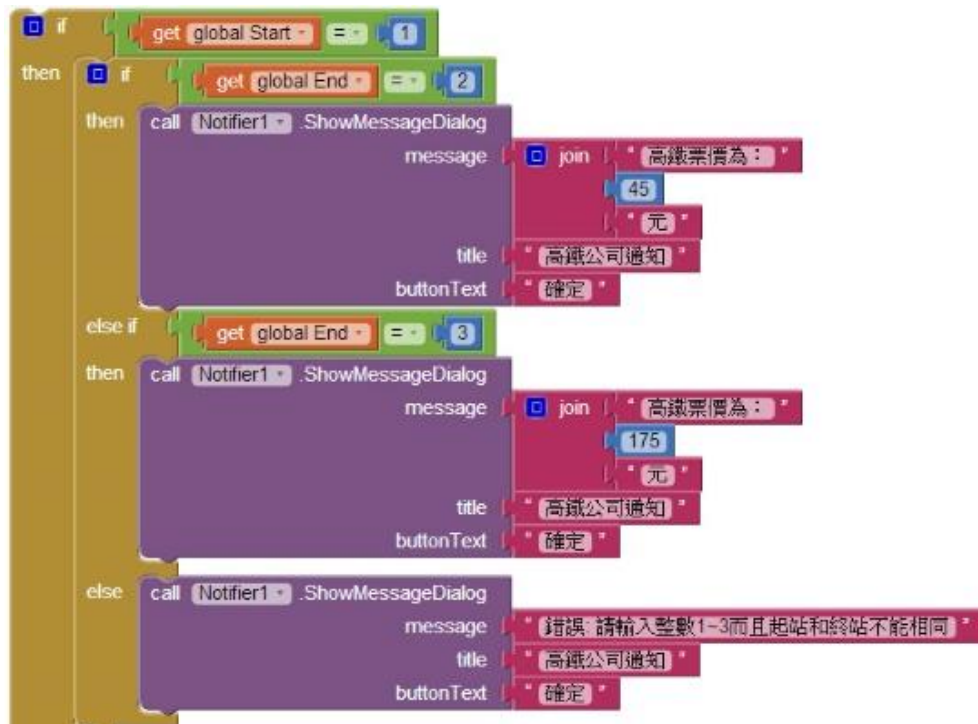 if get global Start = 1
then if get global End = 2
then call Notifier1 .ShowMessageDialog
message join " 高鐵票價為： "
45
" 元 "
title " 高鐵公司通知 "
buttonText " 確定 "
else if get global End = 3
then call Notifier1 .ShowMessageDialog
message join " 高鐵票價為： "
175
" 元 "
title " 高鐵公司通知 "
buttonText " 確定 "
else call Notifier1 .ShowMessageDialog
message " 錯誤: 請輸入整數1~3而且起站和終站不能相同 "
title " 高鐵公司通知 "
buttonText " 確定 "